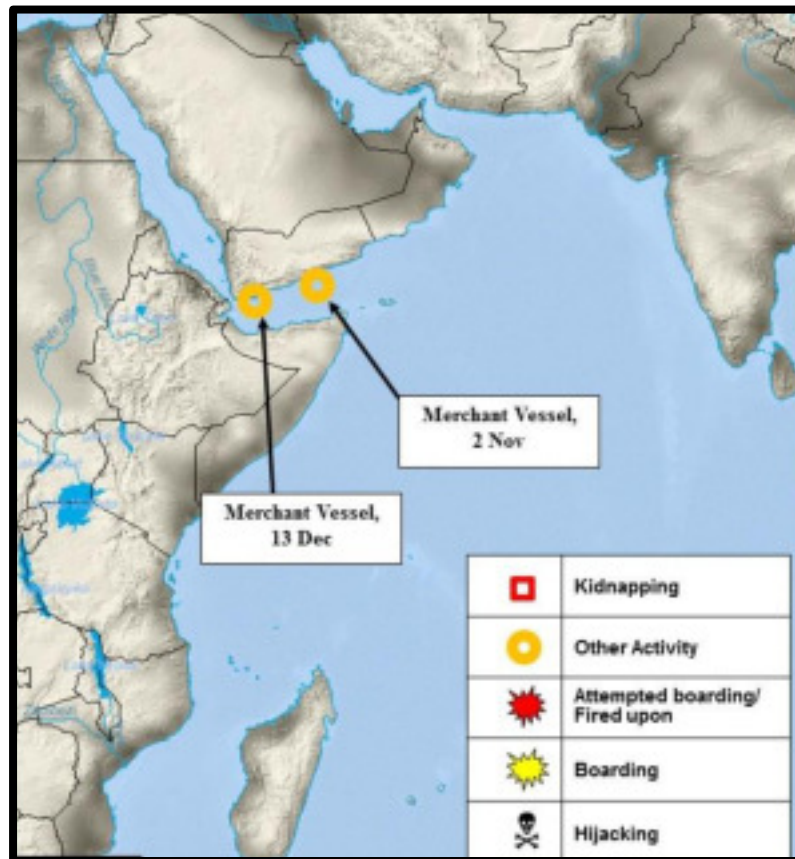 Merchant Vessel,
2 Nov
Merchant Vessel,
13 Dec
Kidnapping
Other Activity
Attempted boarding/
Fired upon
Boarding
Hijacking